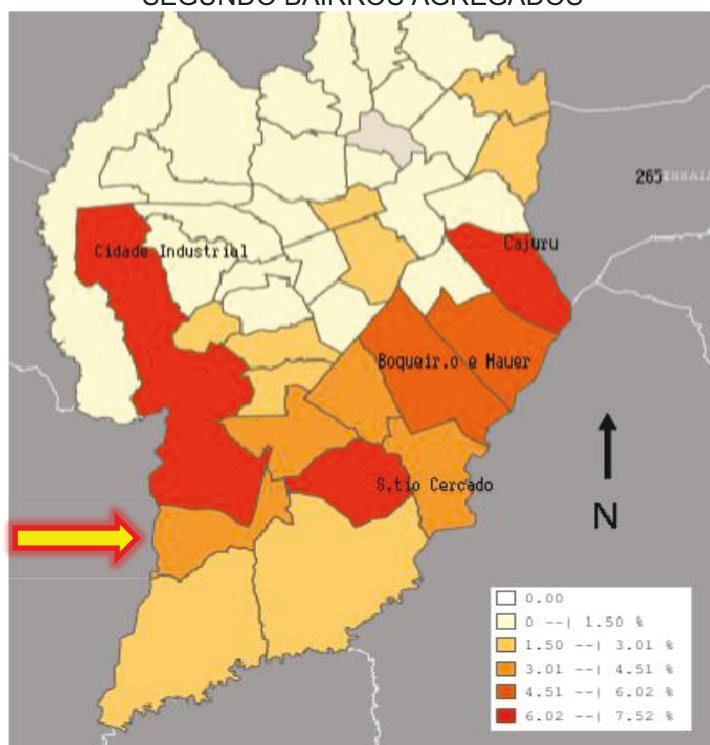 SEGUNDO BAIRROS AGREGADOS
265
Cidade Industrial
Cajuru
Boqueir.o e Hauer
S.tio Cercado
N
0.00
0 --| 1.50 %
1.50 --| 3.01 %
3.01 --| 4.51 %
4.51 --| 6.02 %
6.02 --| 7.52 %